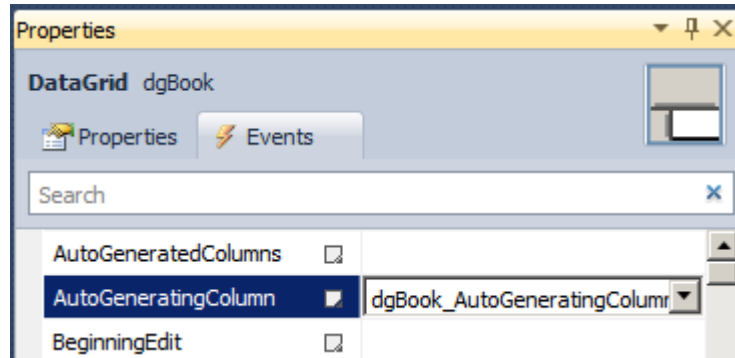 Properties
DataGrid dgBook
Properties Events
Search
AutoGeneratedColumns
AutoGeneratingColumn dgBook_AutoGeneratingColumn
BeginningEdit